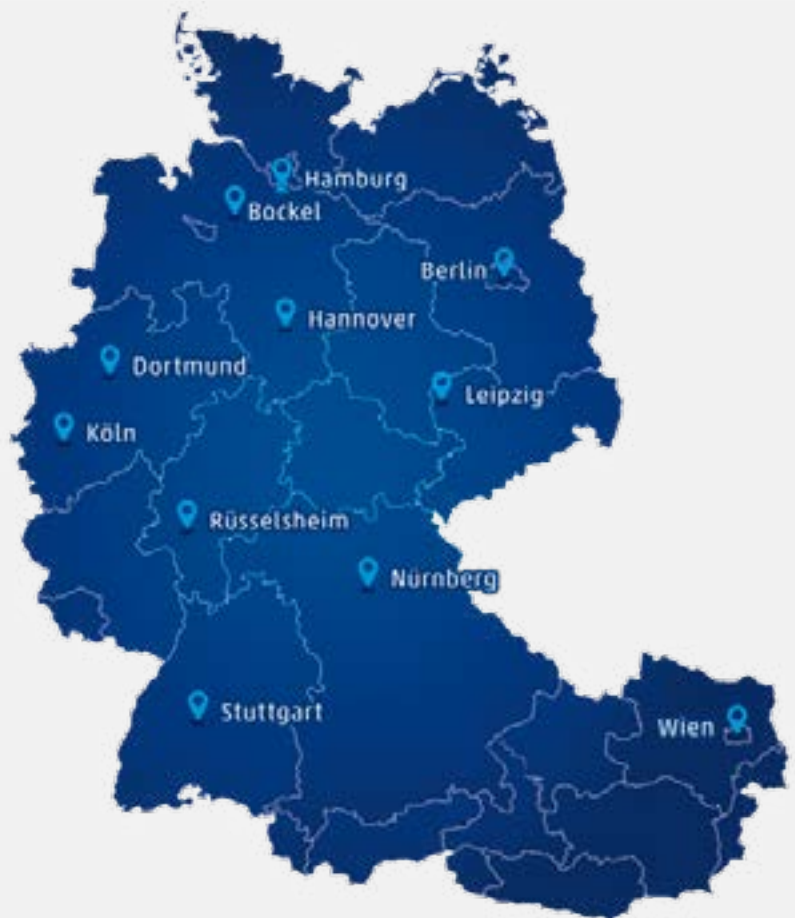 Hamburg
Bockel
Berlin
Hannover
Dortmund
Leipzig
Köln
Rüsselsheim
Nürnberg
Stuttgart
Wien